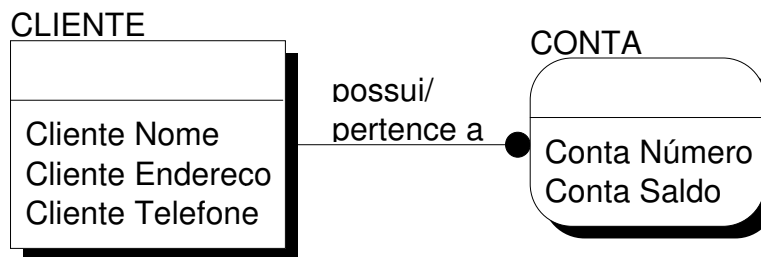 CLIENTE
Cliente Nome
Cliente Endereco
Cliente Telefone
possui/
pertence a
CONTA
Conta Número
Conta Saldo